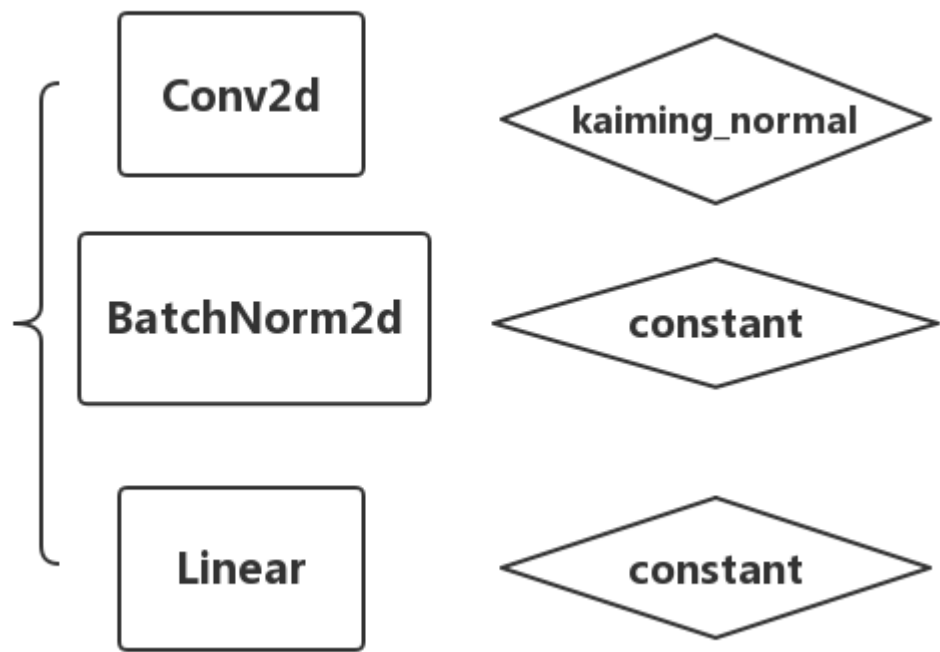 Conv2d
kaiming_normal
BatchNorm2d
constant
Linear
constant